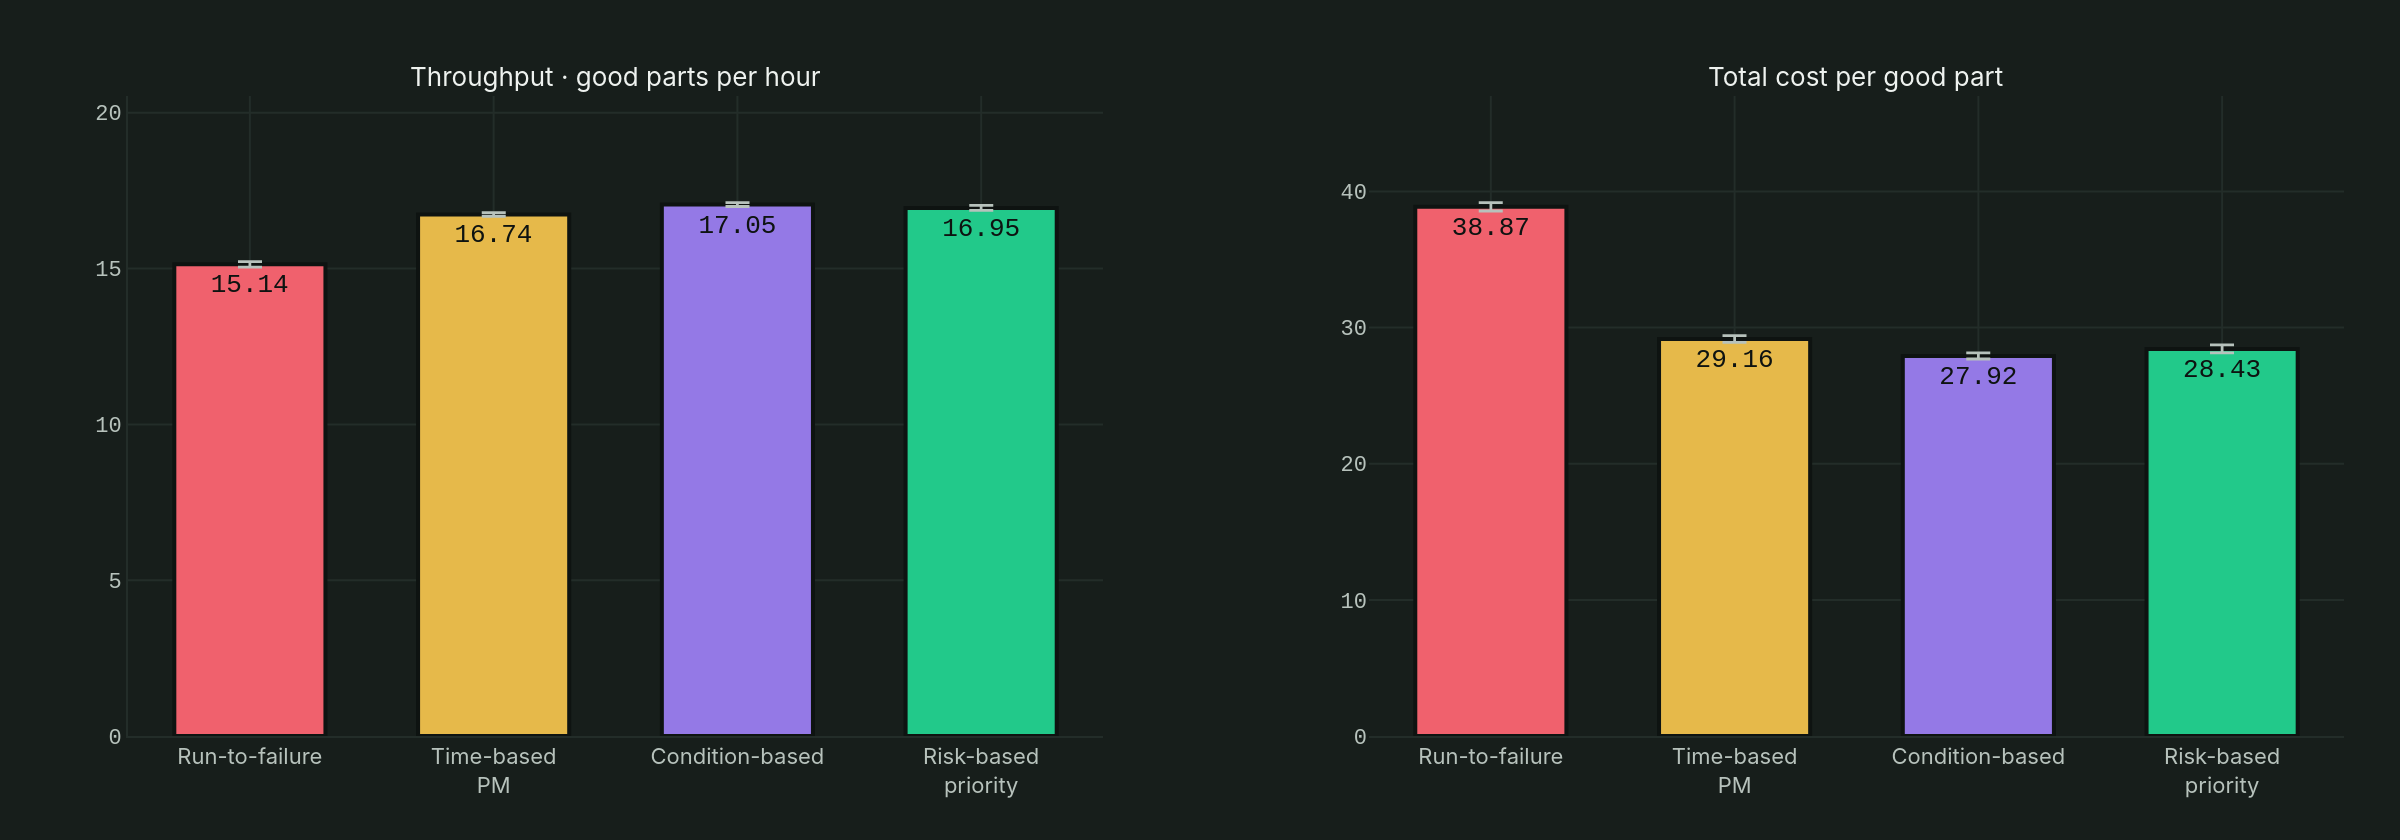 Throughput · good parts per hour
20
15
10
5
0
15.14
16.74
17.05
16.95
Run-to-failure
Time-based
PM
Condition-based
Risk-based
priority
Total cost per good part
40
30
20
10
0
38.87
29.16
27.92
28.43
Run-to-failure
Time-based
PM
Condition-based
Risk-based
priority